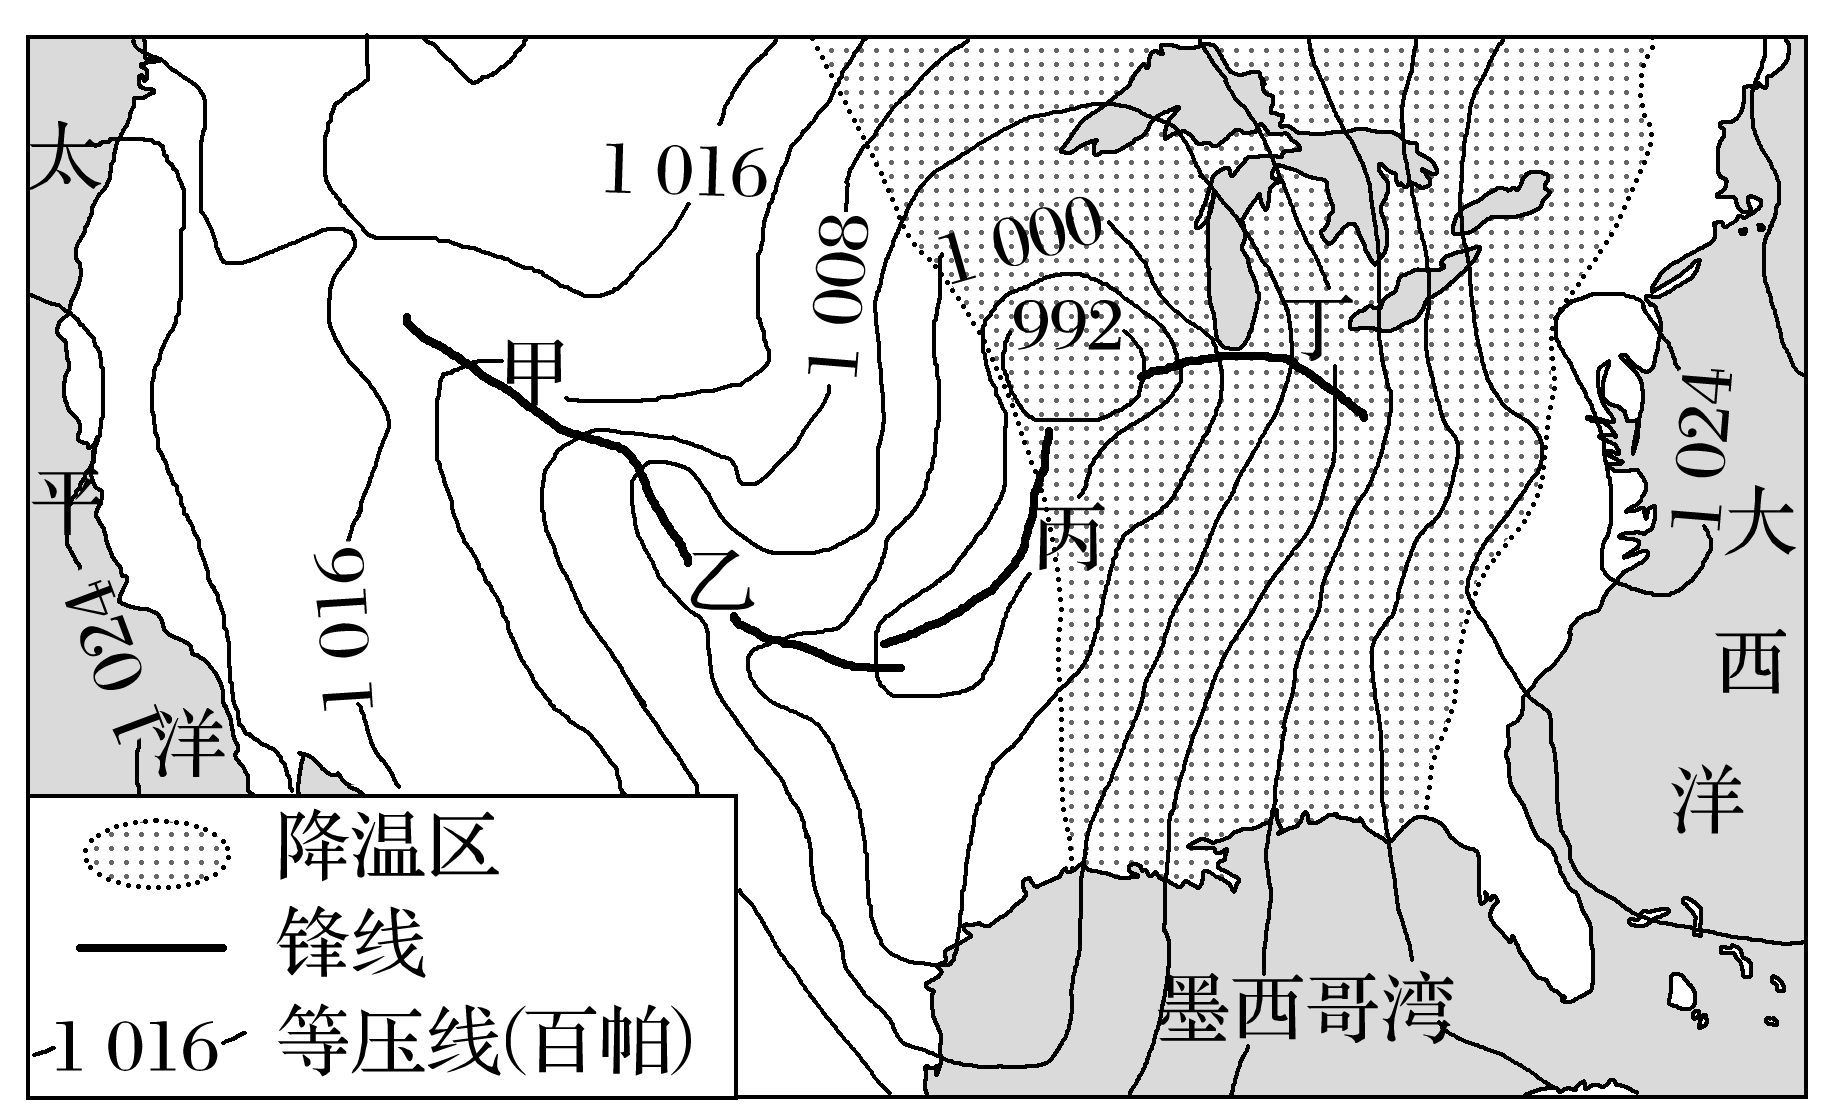 太
平
洋
1 016
1 008
1 000
992
甲
乙
丙
丁
1 016
1 024
1 024
大
西
洋
墨西哥湾
降温区
锋线
1 016 等压线(百帕)